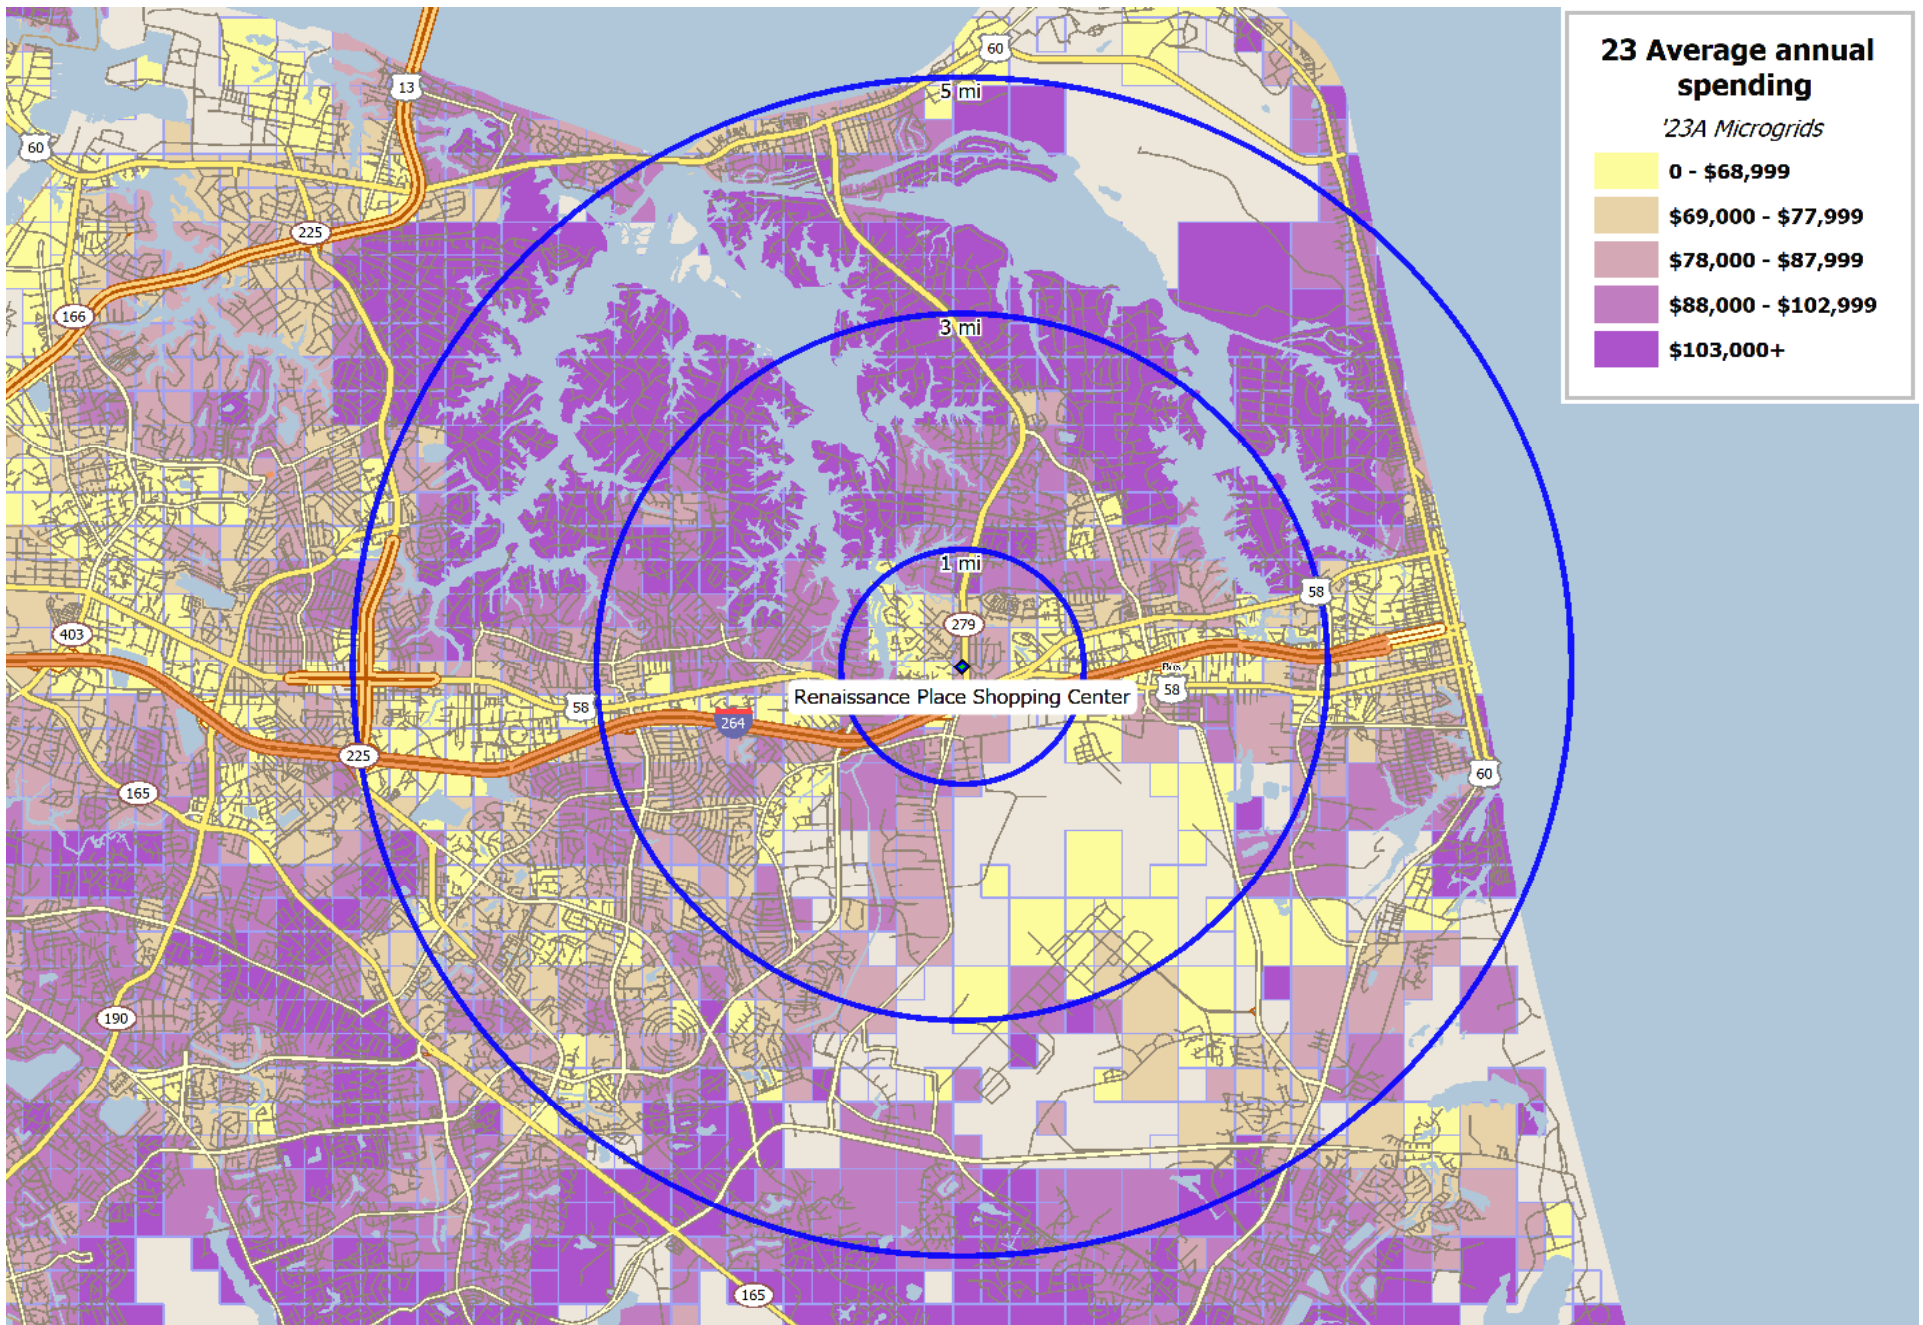 23 Average annual
spending
'23A Microgrids
0 - $68,999
$69,000 - $77,999
$78,000 - $87,999
$88,000 - $102,999
$103,000+
60
13
5 mi
60
225
166
3 mi
1 mi
58
279
403
Bus
58
Renaissance Place Shopping Center
58
264
225
60
165
190
165